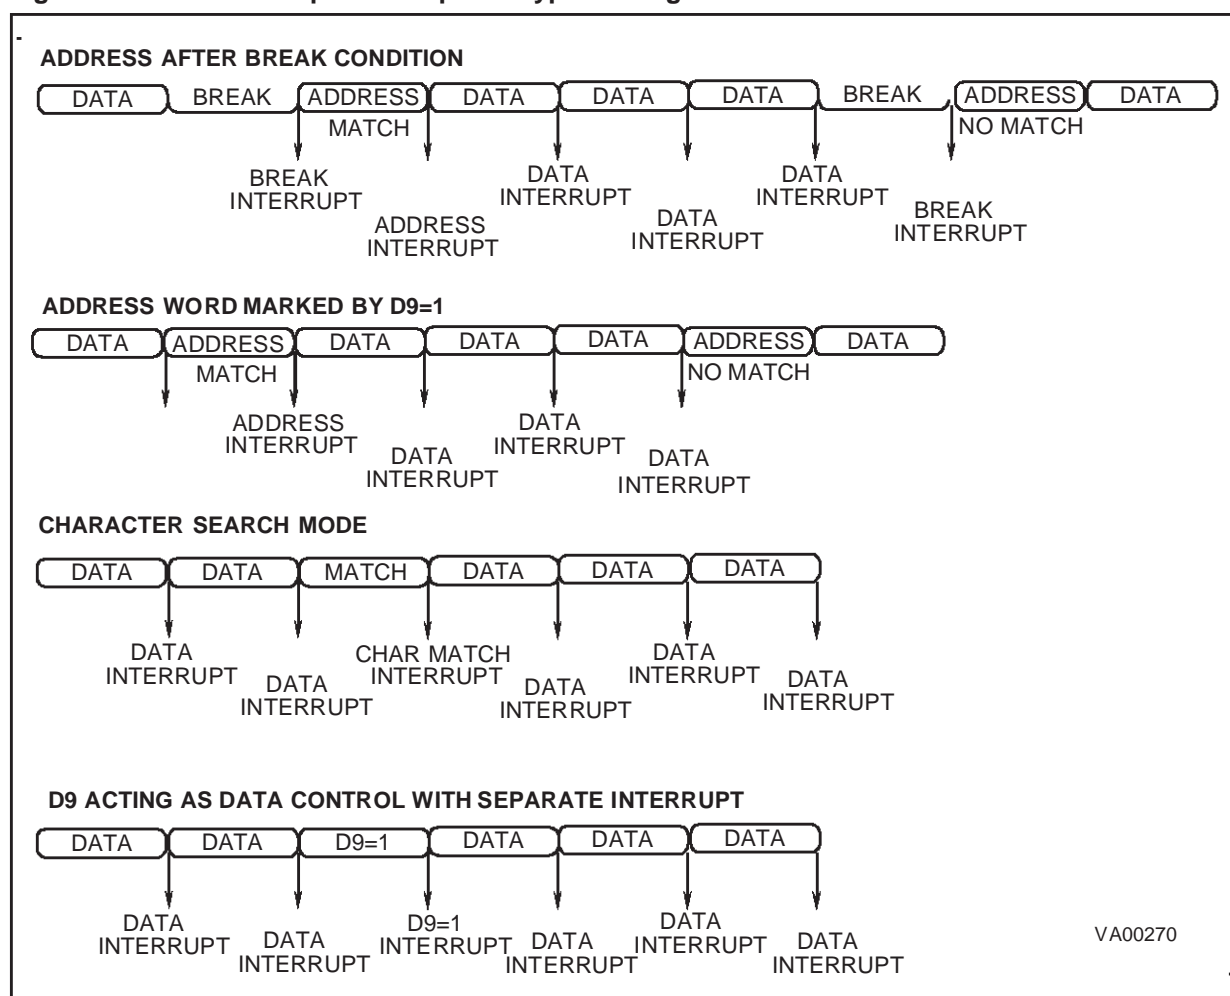 ADDRESS AFTER BREAK CONDITION
DATA BREAK ADDRESS DATA DATA DATA BREAK ADDRESS DATA
MATCH NO MATCH
BREAK INTERRUPT
ADDRESS INTERRUPT
DATA INTERRUPT
DATA INTERRUPT
DATA INTERRUPT
BREAK INTERRUPT
ADDRESS WORD MARKED BY D9=1
DATA ADDRESS DATA DATA DATA ADDRESS DATA
MATCH NO MATCH
ADDRESS INTERRUPT
DATA INTERRUPT
DATA INTERRUPT
DATA INTERRUPT
CHARACTER SEARCH MODE
DATA DATA MATCH DATA DATA DATA
DATA INTERRUPT
DATA INTERRUPT
CHAR MATCH INTERRUPT
DATA INTERRUPT
DATA INTERRUPT
DATA INTERRUPT
D9 ACTING AS DATA CONTROL WITH SEPARATE INTERRUPT
DATA DATA D9=1 DATA DATA DATA
DATA INTERRUPT
DATA INTERRUPT
D9=1 INTERRUPT
DATA INTERRUPT
DATA INTERRUPT
DATA INTERRUPT
VA00270